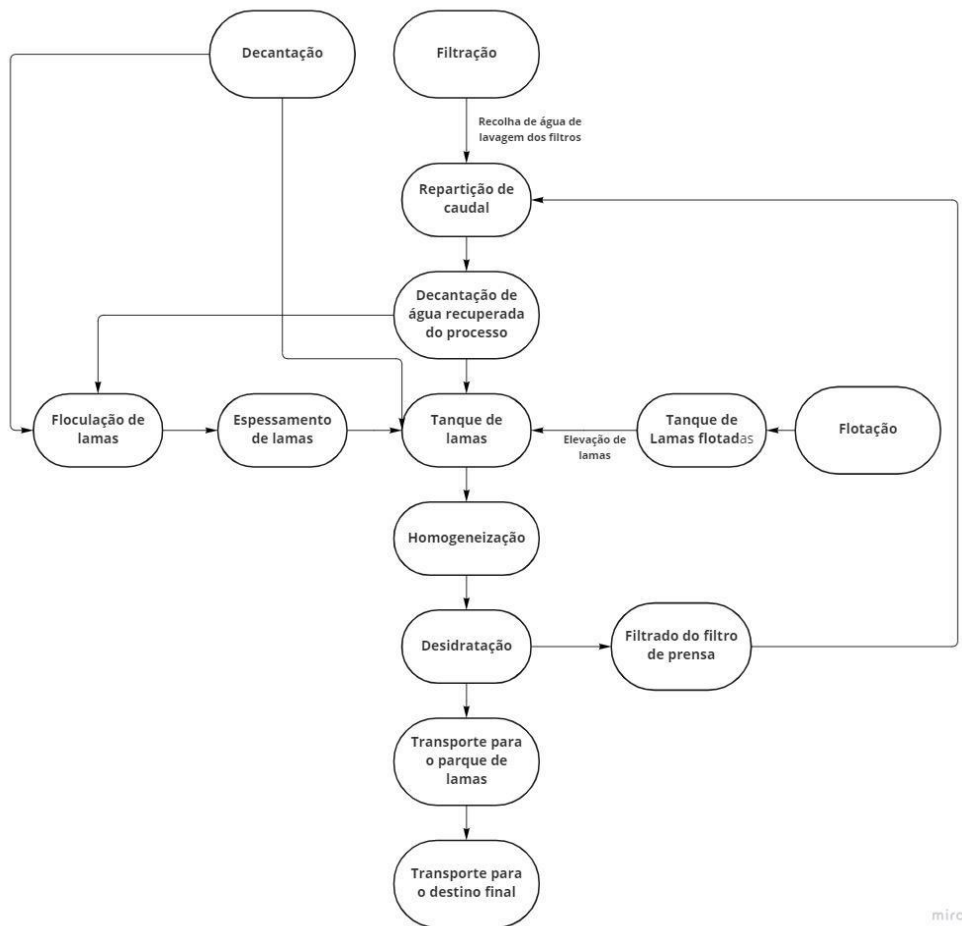 Decantação
Filtração
Recolha de água de
lavagem dos filtros
Repartição de
caudal
Decantação de
água recuperada
do processo
Floculação de
lamas
Espessamento
de lamas
Tanque de
lamas
Elevação de
lamas
Tanque de
Lamas flotadas
Flotação
Homogeneização
Desidratação
Filtrado do filtro
de prensa
Transporte para
o parque de
lamas
Transporte para
o destino final
miro